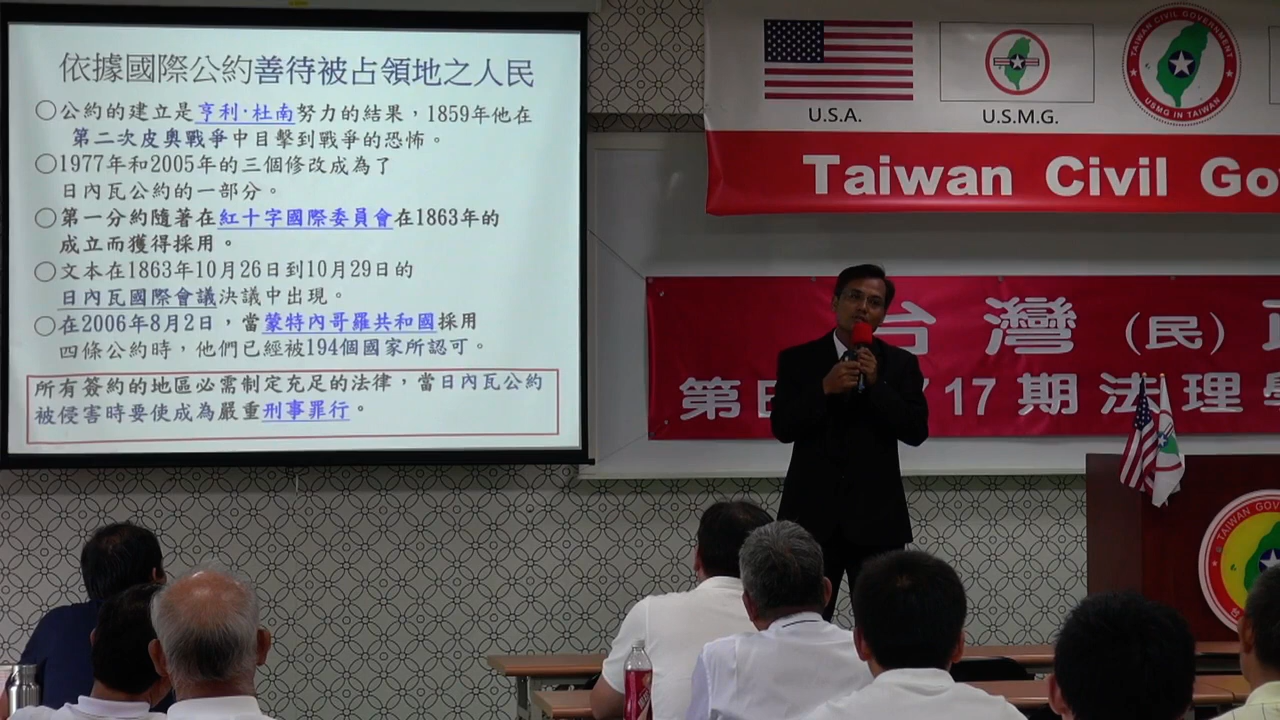 依據國際公約善待被占領地之人民
○公約的建立是亨利·杜南努力的結果，1859年他在
第二次皮奧戰爭中目擊到戰爭的恐怖。
○1977年和2005年的三個修改成為了
日內瓦公約的一部分。
○第一分約隨著在紅十字國際委員會在1863年的
成立而獲得採用。
○文本在1863年10月26日到10月29日的
日內瓦國際會議決議中出現。
○在2006年8月2日，當蒙特內哥羅共和國採用
四條公約時，他們已經被194個國家所認可。
所有簽約的地區必需制定充足的法律，當日內瓦公約
被侵害時要使成為嚴重刑事罪行。
U.S.A.
U.S.M.G.
TAIWAN CIVIL GOVERNMENT
USMG IN TAIWAN
Taiwan Civil Go
台灣（民）
第 17期法理
TAIWAN GOV